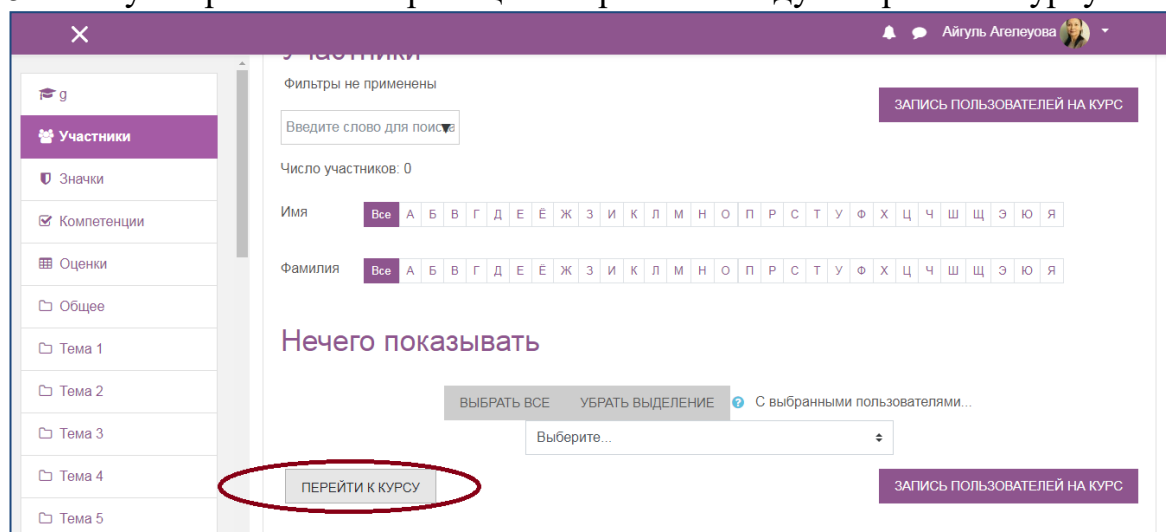 Айгуль Агепеуова
Участники
Фильтры не применены
ЗАПИСЬ ПОЛЬЗОВАТЕЛЕЙ НА КУРС
g
Введите слово для поиска
Участники
Число участников: 0
Значки
Имя Все А Б В Г Д Е Ё Ж З И К Л М Н О П Р С Т У Ф Х Ц Ч Ш Щ Э Ю Я
Компетенции
Оценки
Фамилия Все А Б В Г Д Е Ё Ж З И К Л М Н О П Р С Т У Ф Х Ц Ч Ш Щ Э Ю Я
Общее
Нечего показывать
Тема 1
Тема 2
ВЫБРАТЬ ВСЕ УБРАТЬ ВЫДЕЛЕНИЕ ? С выбранными пользователями...
Тема 3
Выберите...
Тема 4
ПЕРЕЙТИ К КУРСУ
ЗАПИСЬ ПОЛЬЗОВАТЕЛЕЙ НА КУРС
Тема 5